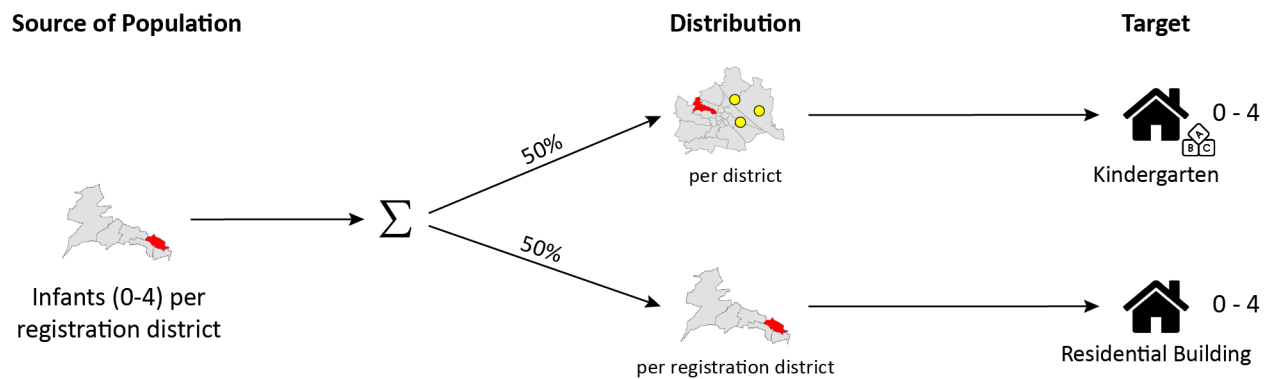 Source of Population
Distribution
Target
50%
per district
0 - 4
A
B C
Kindergarten
Σ
Infants (0-4) per
registration district
50%
per registration district
0 - 4
Residential Building